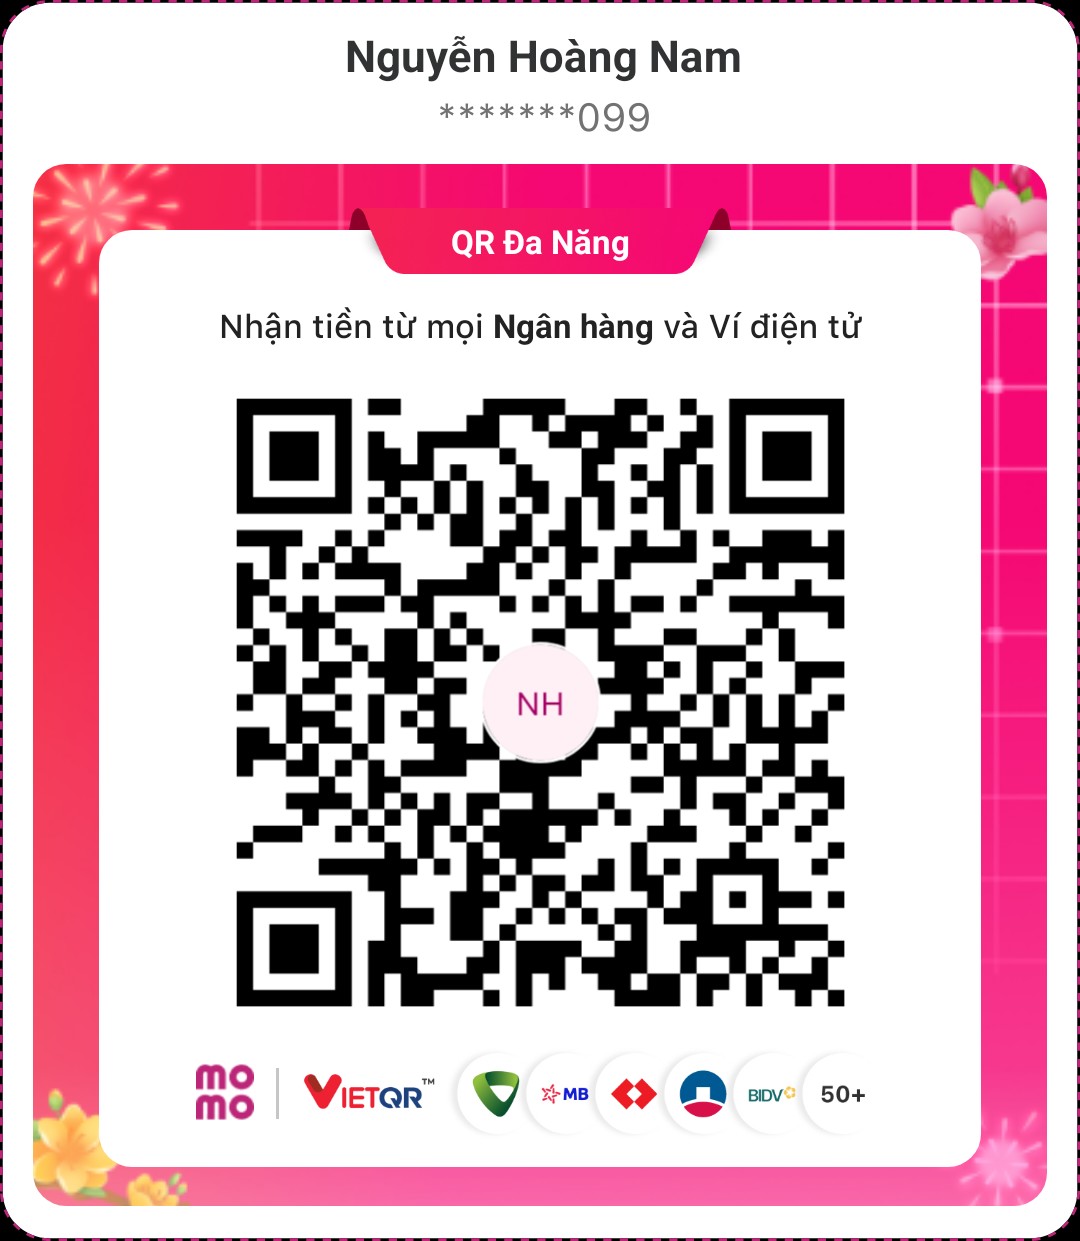 Nguyễn Hoàng Nam
*******099
QR Đa Năng
Nhận tiền từ mọi Ngân hàng và Ví điện tử
NH
mo
mo
VIETQR™
MB
BIDV
50+